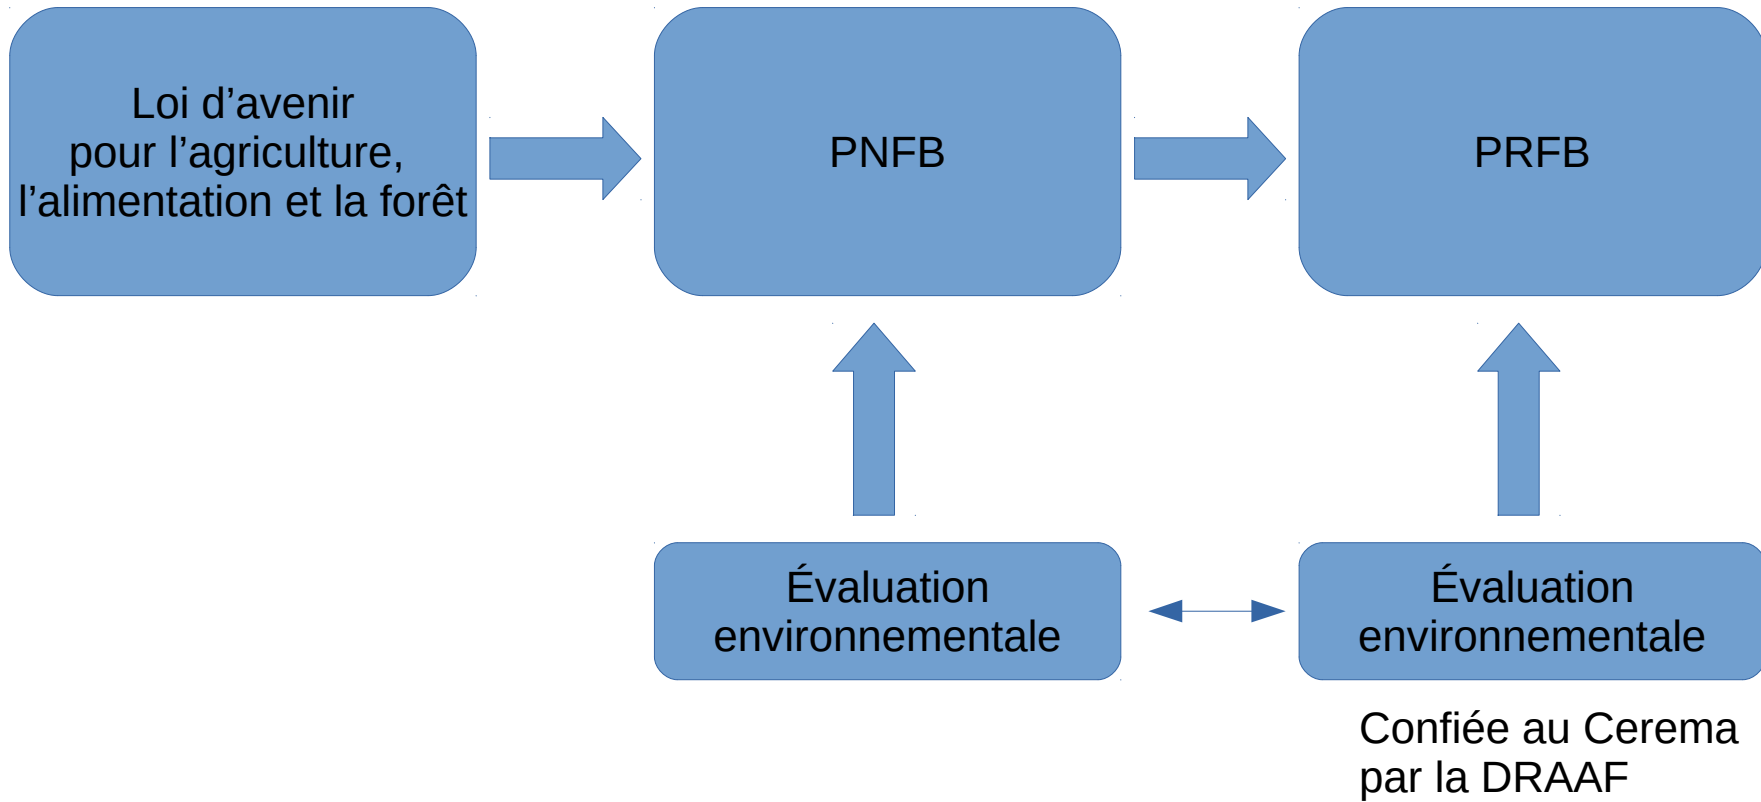 Loi d’avenir
pour l’agriculture,
l’alimentation et la forêt
PNFB
PRFB
Évaluation
environnementale
Évaluation
environnementale
Confiée au Cerema
par la DRAAF